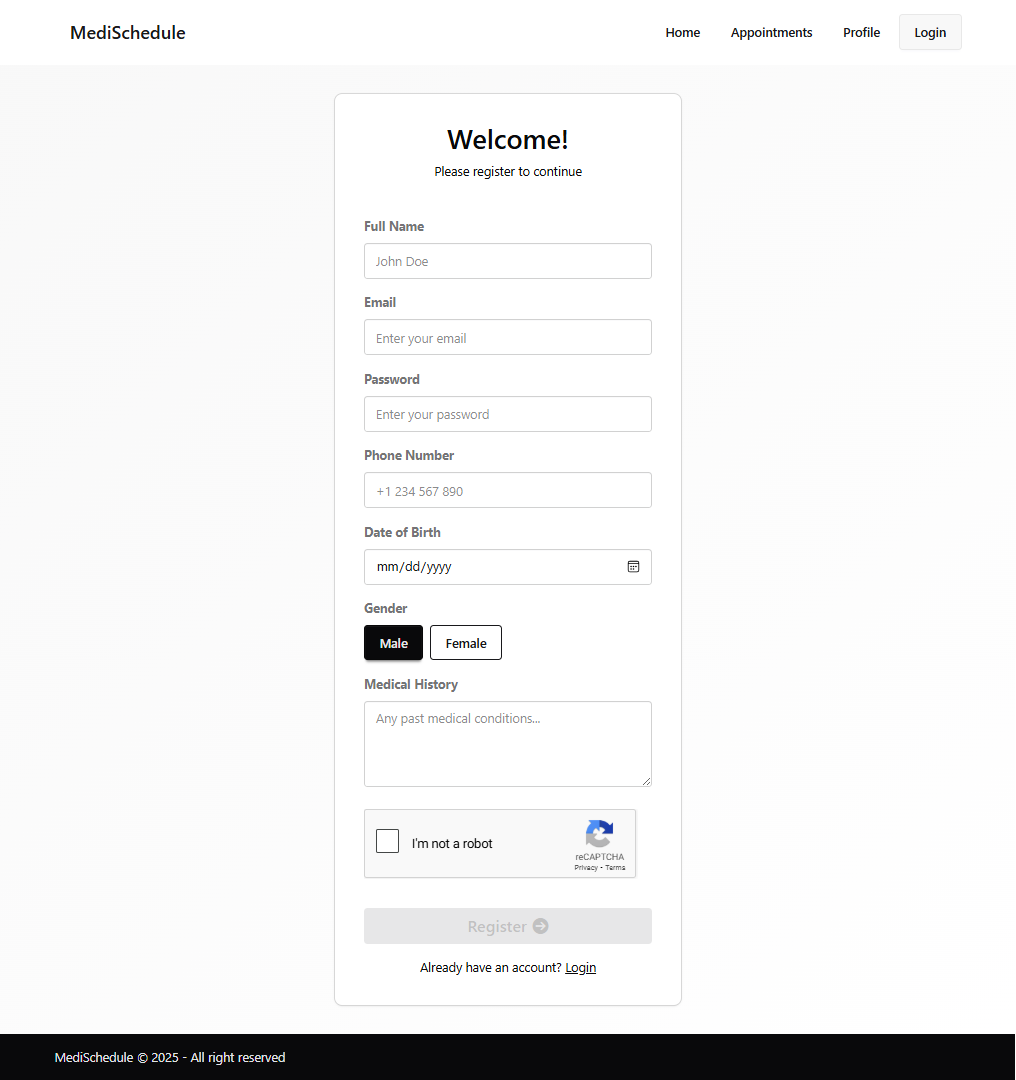 MediSchedule Home Appointments Profile Login
Welcome!
Please register to continue
Full Name
John Doe
Email
Enter your email
Password
Enter your password
Phone Number
+1 234 567 890
Date of Birth
mm/dd/yyyy
Gender
Male Female
Medical History
Any past medical conditions...
I'm not a robot
reCAPTCHA
Privacy - Terms
Register
Already have an account? Login
MediSchedule © 2025 - All right reserved